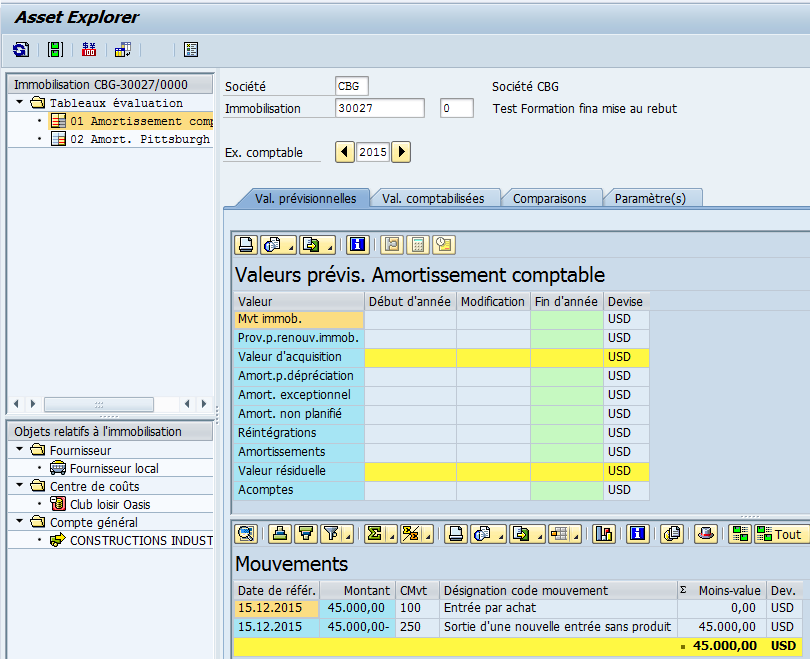 Asset Explorer
Immobilisation CBG-30027/0000
Tableaux évaluation
01 Amortissement comp
02 Amort. Pittsburgh
Société CBG Société CBG
Immobilisation 30027 0 Test Formation fina mise au rebut
Ex. comptable 2015
Val. prévisionnelles Val. comptabilisées Comparaisons Paramètre(s)
Valeurs prévis. Amortissement comptable
Valeur Début d'année Modification Fin d'année Devise
Mvt immob. USD
Prov.p.renouv.immob. USD
Valeur d'acquisition USD
Amort.p.dépréciation USD
Amort. exceptionnel USD
Amort. non planifié USD
Réintégrations USD
Amortissements USD
Valeur résiduelle USD
Acomptes USD
Objets relatifs à l'immobilisation
Fournisseur
Fournisseur local
Centre de coûts
Club loisir Oasis
Compte général
CONSTRUCTIONS INDUST
Tout
Mouvements
Date de référ. Montant CMvt Désignation code mouvement Σ Moins-value Dev.
15.12.2015 45.000,00 100 Entrée par achat 0,00 USD
15.12.2015 45.000,00- 250 Sortie d'une nouvelle entrée sans produit 45.000,00 USD
45.000,00 USD